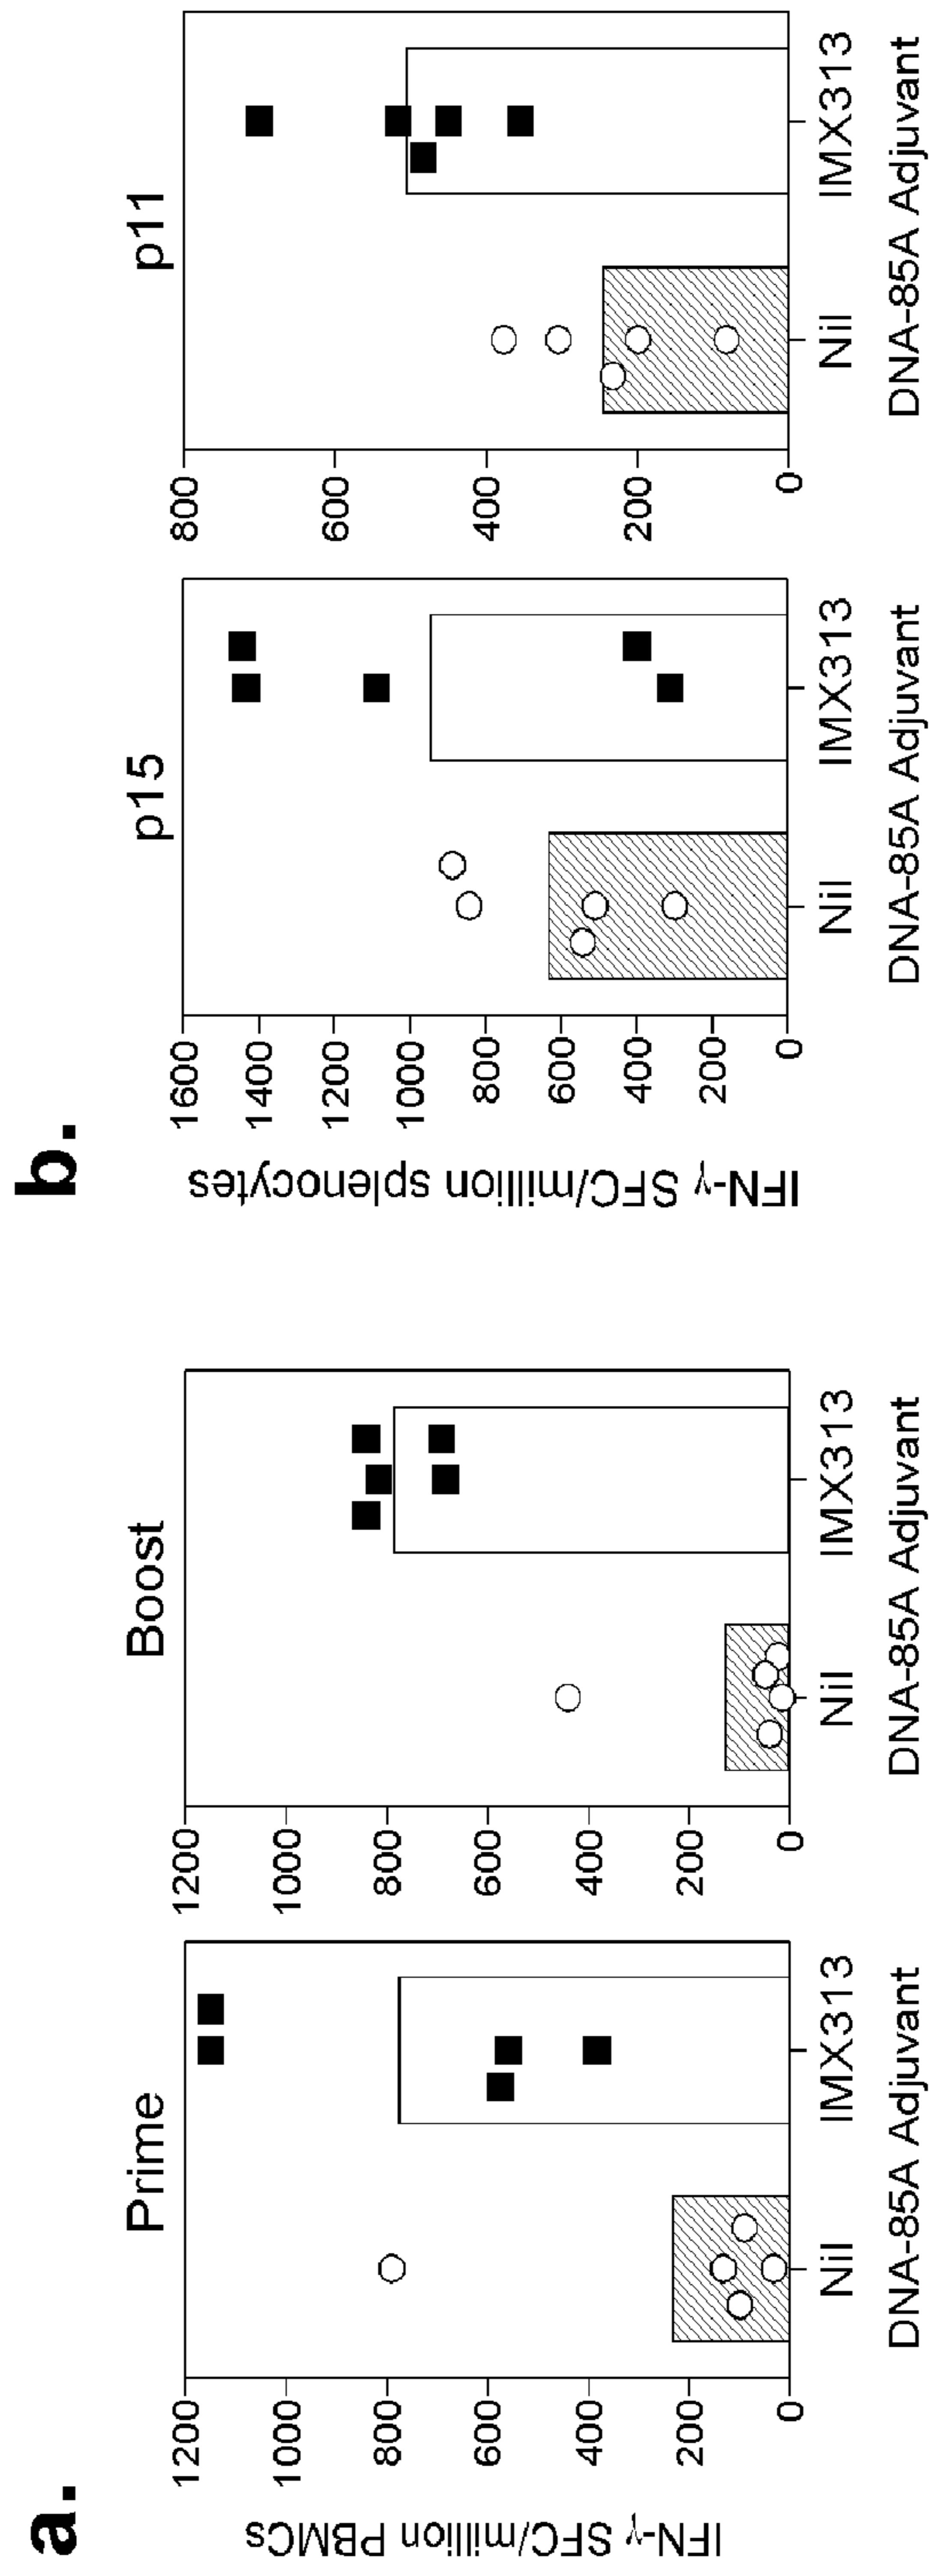 a.
Prime
IFN-γ SFC/million PBMCs
1200
1000
800
600
400
200
0
Nil
IMX313
DNA-85A Adjuvant
Boost
1200
1000
800
600
400
200
0
Nil
IMX313
DNA-85A Adjuvant
b.
p15
IFN-γ SFC/million splenocytes
1600
1400
1200
1000
800
600
400
200
0
Nil
IMX313
DNA-85A Adjuvant
p11
800
600
400
200
0
Nil
IMX313
DNA-85A Adjuvant